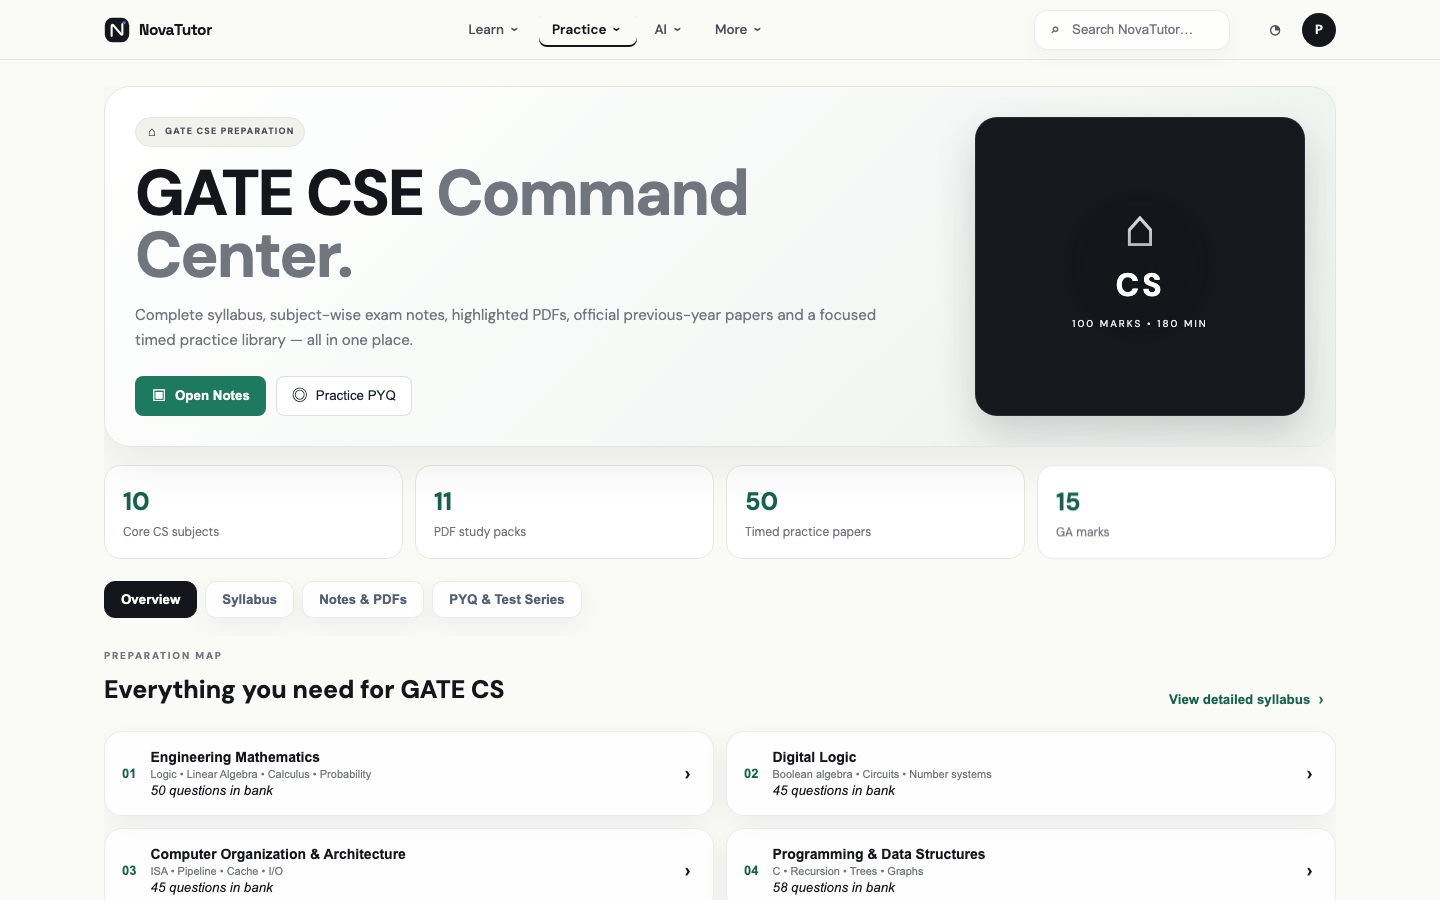 N NovaTutor
Learn
Practice
AI
More
Search NovaTutor...
P
GATE CSE PREPARATION
GATE CSE Command
Center.
Complete syllabus, subject-wise exam notes, highlighted PDFs, official previous-year papers and a focused
timed practice library — all in one place.
Open Notes
Practice PYQ
CS
100 MARKS • 180 MIN
10
Core CS subjects
11
PDF study packs
50
Timed practice papers
15
GA marks
Overview
Syllabus
Notes & PDFs
PYQ & Test Series
PREPARATION MAP
Everything you need for GATE CS
View detailed syllabus ›
01
Engineering Mathematics
Logic • Linear Algebra • Calculus • Probability
50 questions in bank
›
02
Digital Logic
Boolean algebra • Circuits • Number systems
45 questions in bank
›
03
Computer Organization & Architecture
ISA • Pipeline • Cache • I/O
45 questions in bank
›
04
Programming & Data Structures
C • Recursion • Trees • Graphs
58 questions in bank
›